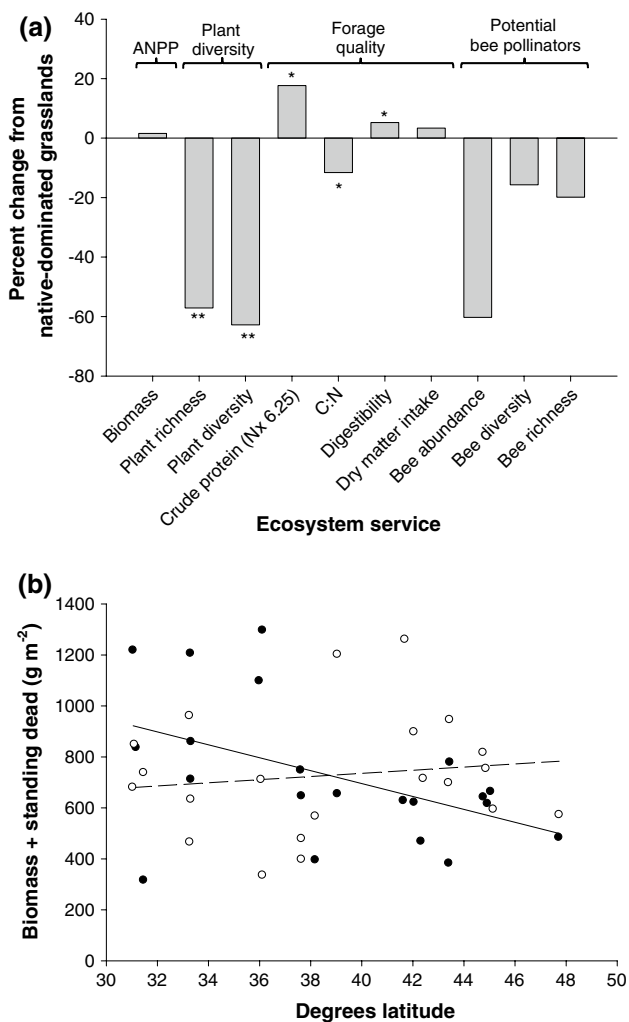 (a)
ANPP
Plant
diversity
Forage
quality
Potential
bee pollinators
Percent change from
native-dominated grasslands
40
20
0
-20
-40
-60
-80
*
*
*
**
**
Biomass
Plant richness
Plant diversity
Crude protein (Nx 6.25)
C:N
Digestibility
Dry matter intake
Bee abundance
Bee diversity
Bee richness
Ecosystem service
(b)
Biomass + standing dead (g m-2)
1400
1200
1000
800
600
400
200
0
30 32 34 36 38 40 42 44 46 48 50
Degrees latitude